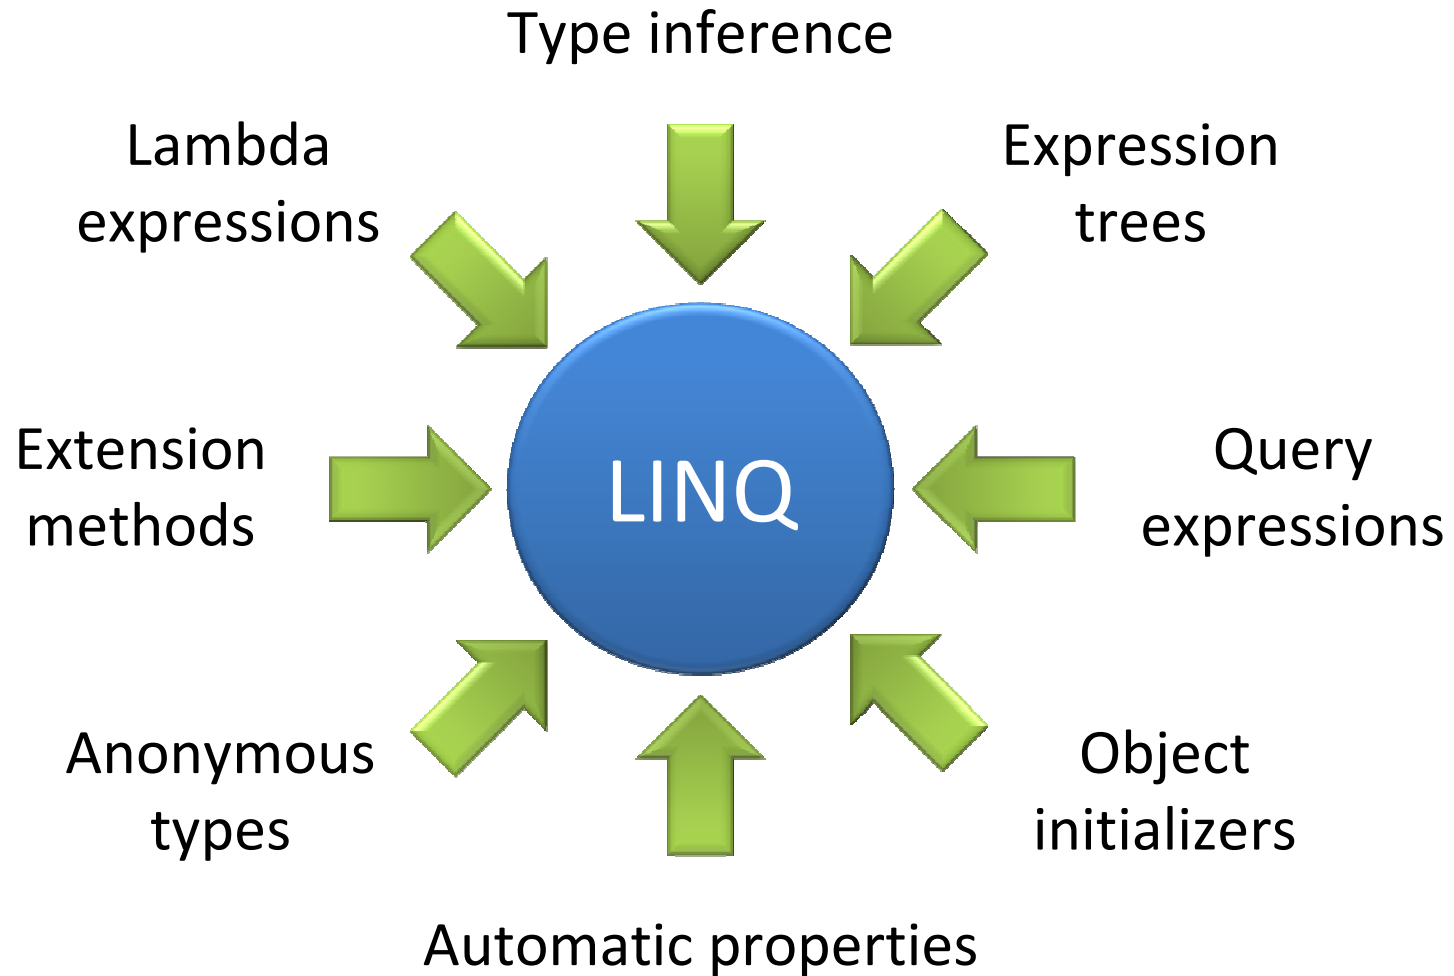 Type inference
Lambda
expressions
Expression
trees
Extension
methods
LINQ
Query
expressions
Anonymous
types
Object
initializers
Automatic properties